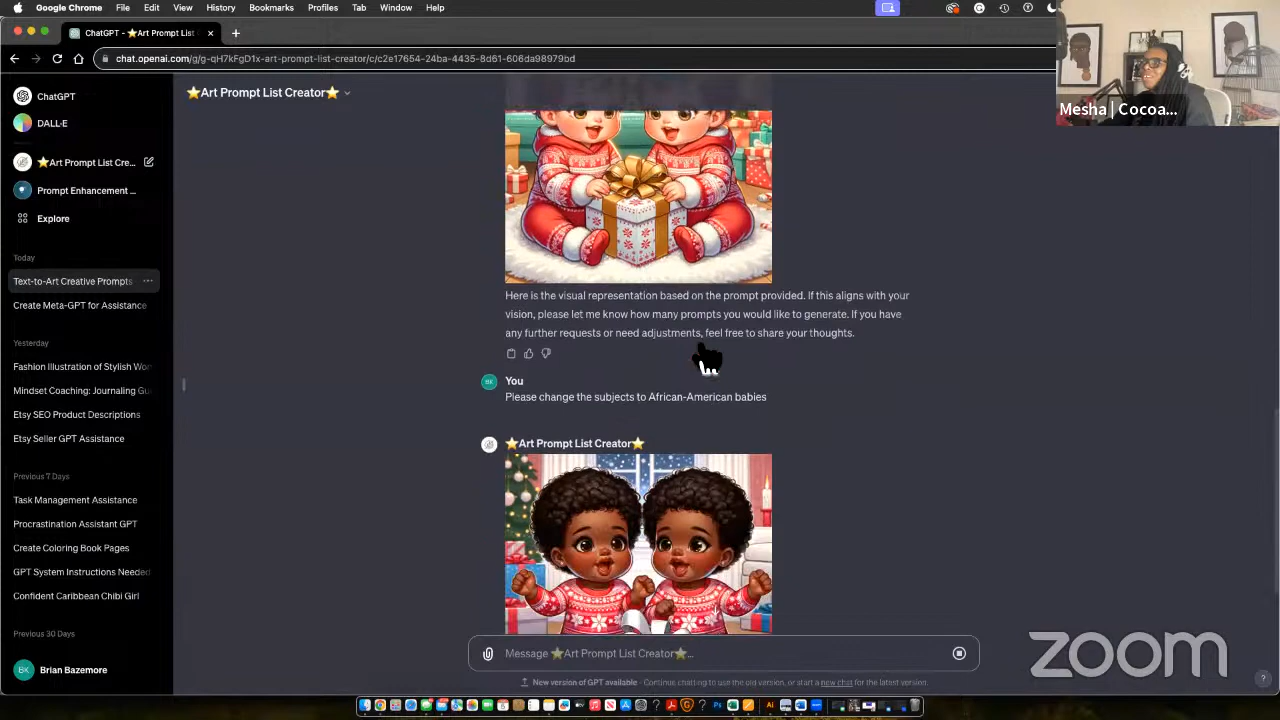 Chrome File Edit View History Bookmarks Profiles Tab Window Help
ChatGPT - ⭐Art Prompt List
chat.openai.com/g/g-qH7kFgD1x-art-prompt-list-creator/c/c2e17654-24ba-4435-8d61-606da98979bd
Mesha | Cocoa...
ChatGPT
DALL·E
⭐Art Prompt List Cre...
Prompt Enhancement ...
Explore
Today
Text-to-Art Creative Prompts
Create Meta-GPT for Assistance
Yesterday
Fashion Illustration of Stylish Wo
Mindset Coaching: Journaling Gu
Etsy SEO Product Descriptions
Etsy Seller GPT Assistance
Previous 7 Days
Task Management Assistance
Procrastination Assistant GPT
Create Coloring Book Pages
GPT System Instructions Needed
Confident Caribbean Chibi Girl
Previous 30 Days
BK Brian Bazemore
⭐Art Prompt List Creator⭐
Here is the visual representation based on the prompt provided. If this aligns with your
vision, please let me know how many prompts you would like to generate. If you have
any further requests or need adjustments, feel free to share your thoughts.
BK You
Please change the subjects to African-American babies
⭐Art Prompt List Creator⭐
Message ⭐Art Prompt List Creator⭐...
New version of GPT available - Continue chatting to use the old version, or start a new chat for the latest version.
zoom
?